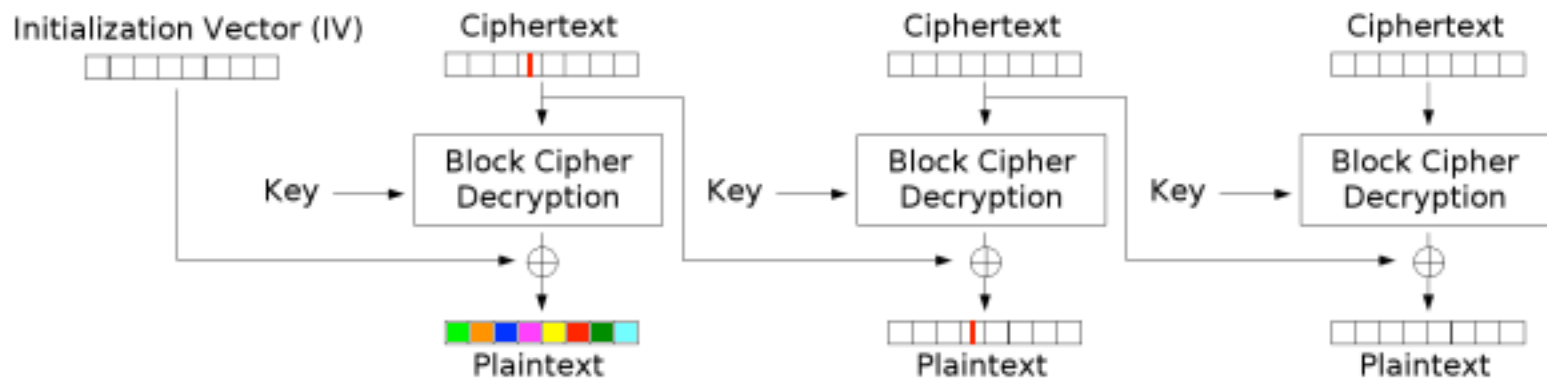 Initialization Vector (IV)
Ciphertext
Ciphertext
Ciphertext
Key
Block Cipher
Decryption
Key
Block Cipher
Decryption
Key
Block Cipher
Decryption
Plaintext
Plaintext
Plaintext